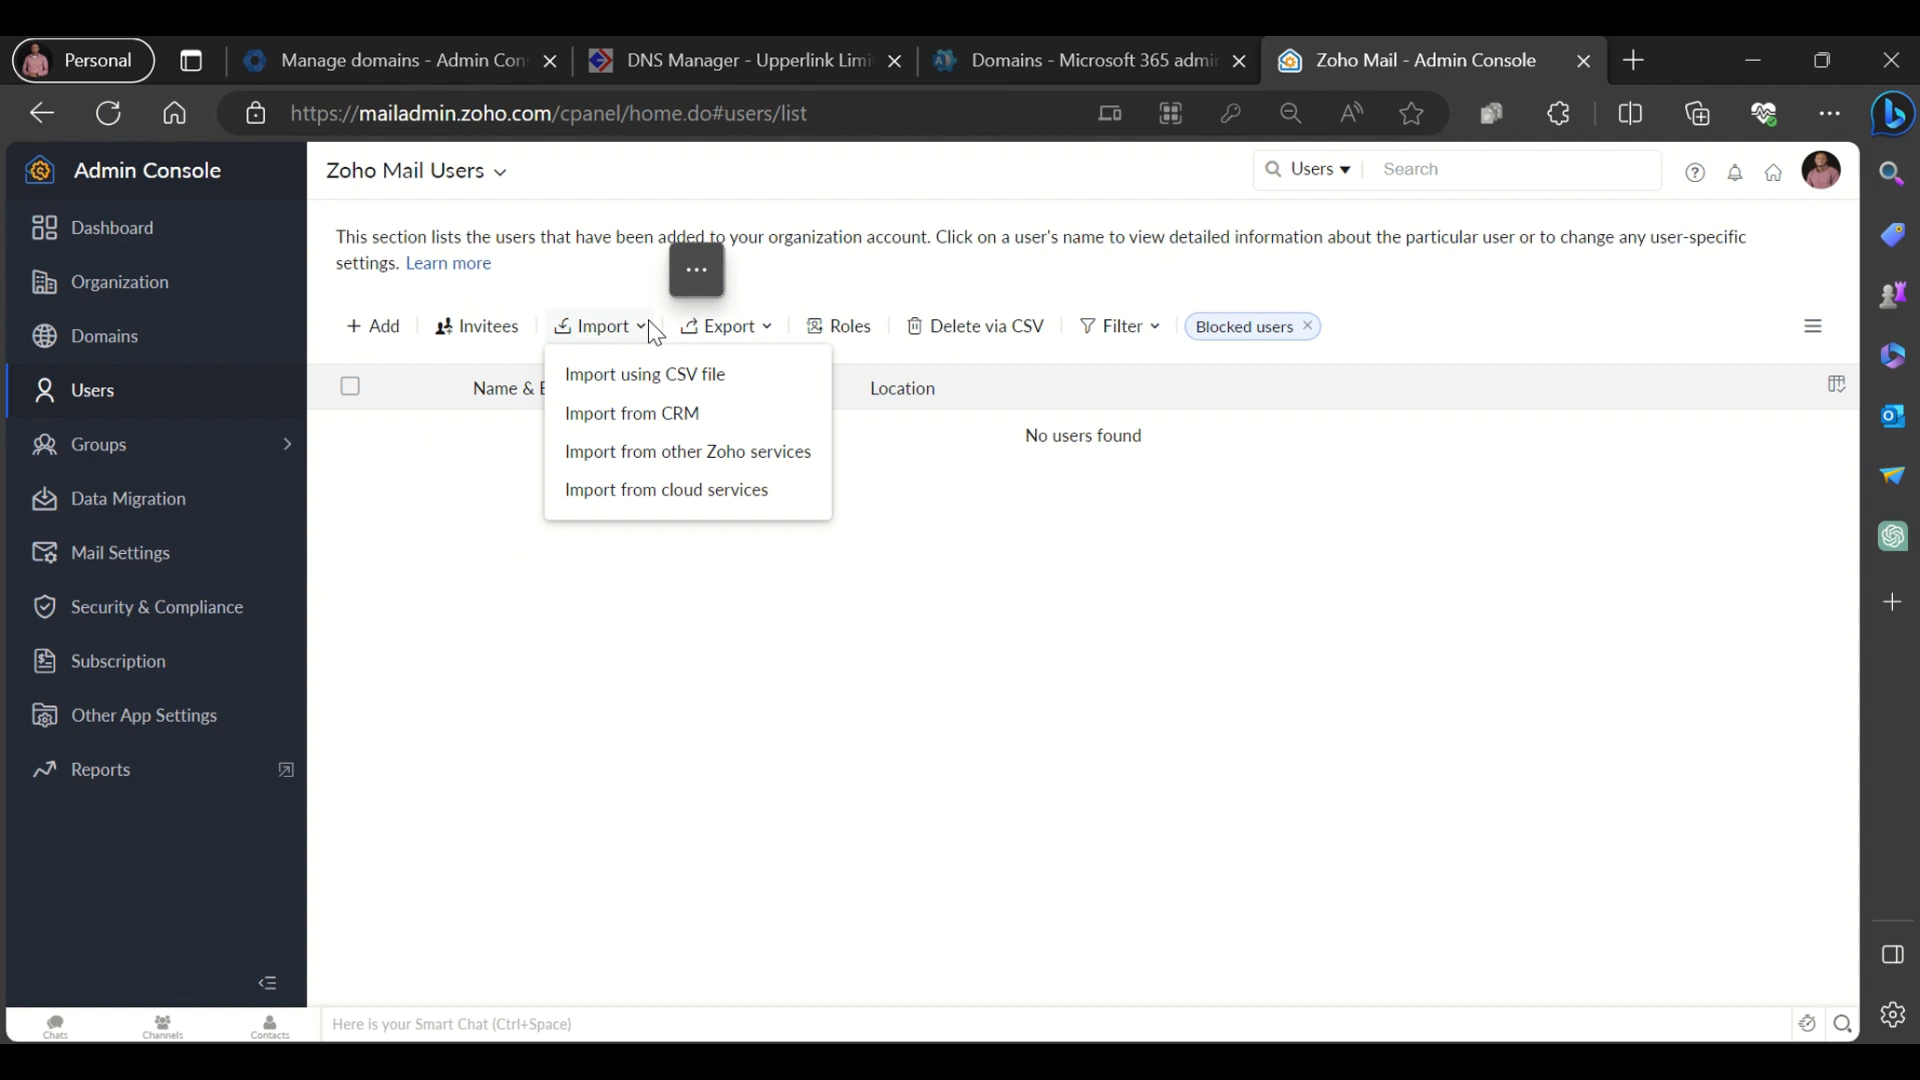 Personal
Manage domains - Admin Con
DNS Manager - Upperlink Limi
Domains - Microsoft 365 admi
Zoho Mail - Admin Console
https://mailadmin.zoho.com/cpanel/home.do#users/list
Admin Console
Zoho Mail Users
Users
Search
Dashboard
Organization
Domains
Users
Groups
Data Migration
Mail Settings
Security & Compliance
Subscription
Other App Settings
Reports
This section lists the users that have been added to your organization account. Click on a user's name to view detailed information about the particular user or to change any user-specific
settings. Learn more
+ Add
Invitees
Import
Export
Roles
Delete via CSV
Filter
Blocked users
Name & E
Location
Import using CSV file
Import from CRM
Import from other Zoho services
Import from cloud services
No users found
Chats
Channels
Contacts
Here is your Smart Chat (Ctrl+Space)